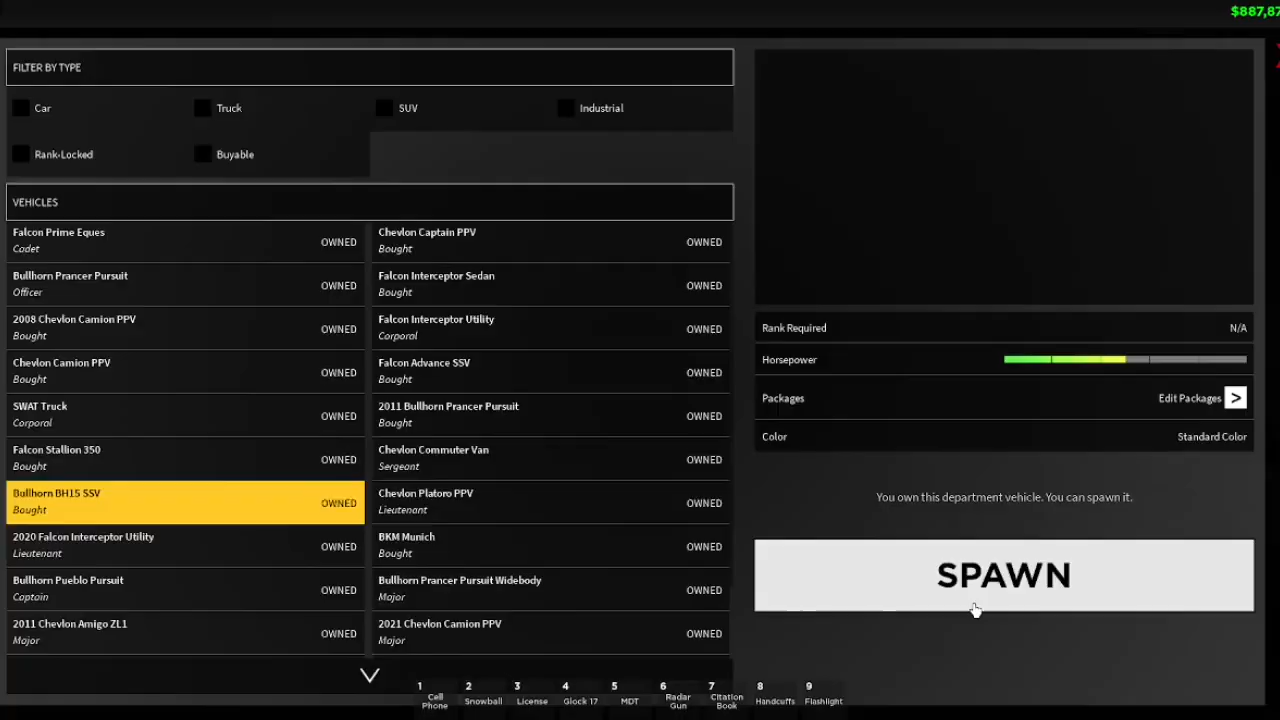 $887,87
FILTER BY TYPE
Car
Truck
SUV
Industrial
Rank-Locked
Buyable
VEHICLES
Falcon Prime Eques
Cadet
OWNED
Chevlon Captain PPV
Bought
OWNED
Bullhorn Prancer Pursuit
Officer
OWNED
Falcon Interceptor Sedan
Bought
OWNED
2008 Chevlon Camion PPV
Bought
OWNED
Falcon Interceptor Utility
Corporal
OWNED
Chevlon Camion PPV
Bought
OWNED
Falcon Advance SSV
Bought
OWNED
SWAT Truck
Corporal
OWNED
2011 Bullhorn Prancer Pursuit
Bought
OWNED
Falcon Stallion 350
Bought
OWNED
Chevlon Commuter Van
Sergeant
OWNED
Bullhorn BH15 SSV
Bought
OWNED
Chevlon Platoro PPV
Lieutenant
OWNED
2020 Falcon Interceptor Utility
Lieutenant
OWNED
BKM Munich
Bought
OWNED
Bullhorn Pueblo Pursuit
Captain
OWNED
Bullhorn Prancer Pursuit Widebody
Major
OWNED
2011 Chevlon Amigo ZL1
Major
OWNED
2021 Chevlon Camion PPV
Major
OWNED
Rank Required
N/A
Horsepower
Packages
Edit Packages >
Color
Standard Color
You own this department vehicle. You can spawn it.
SPAWN
1
Cell
Phone
2
Snowball
3
License
4
Glock 17
5
MDT
6
Radar
Gun
7
Citation
Book
8
Handcuffs
9
Flashlight